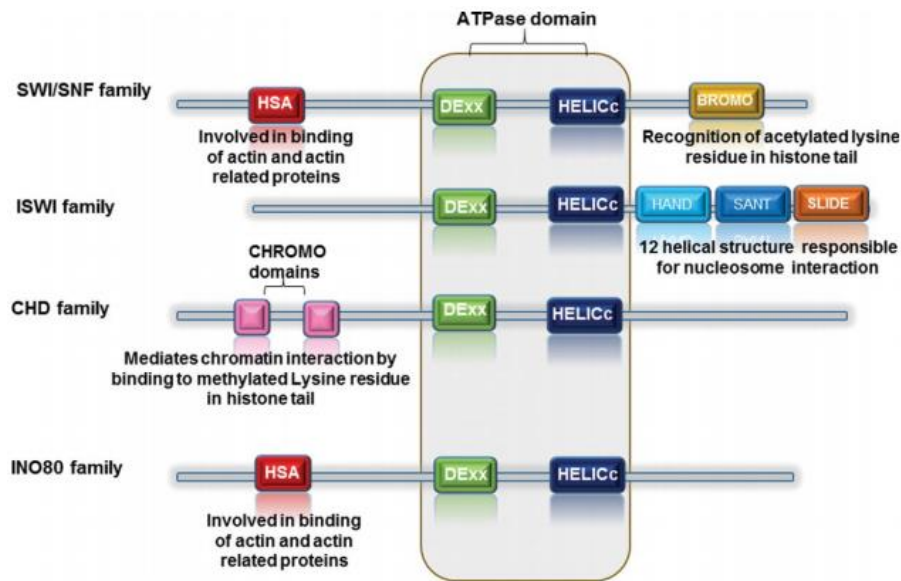 ATPase domain
SWI/SNF family
HSA
DExx
HELICc
BROMO
Involved in binding
of actin and actin
related proteins
Recognition of acetylated lysine
residue in histone tail
ISWI family
DExx
HELICc
HAND
SANT
SLIDE
12 helical structure responsible
for nucleosome interaction
CHROMO
domains
CHD family
DExx
HELICc
Mediates chromatin interaction by
binding to methylated Lysine residue
in histone tail
INO80 family
HSA
DExx
HELICc
Involved in binding
of actin and actin
related proteins